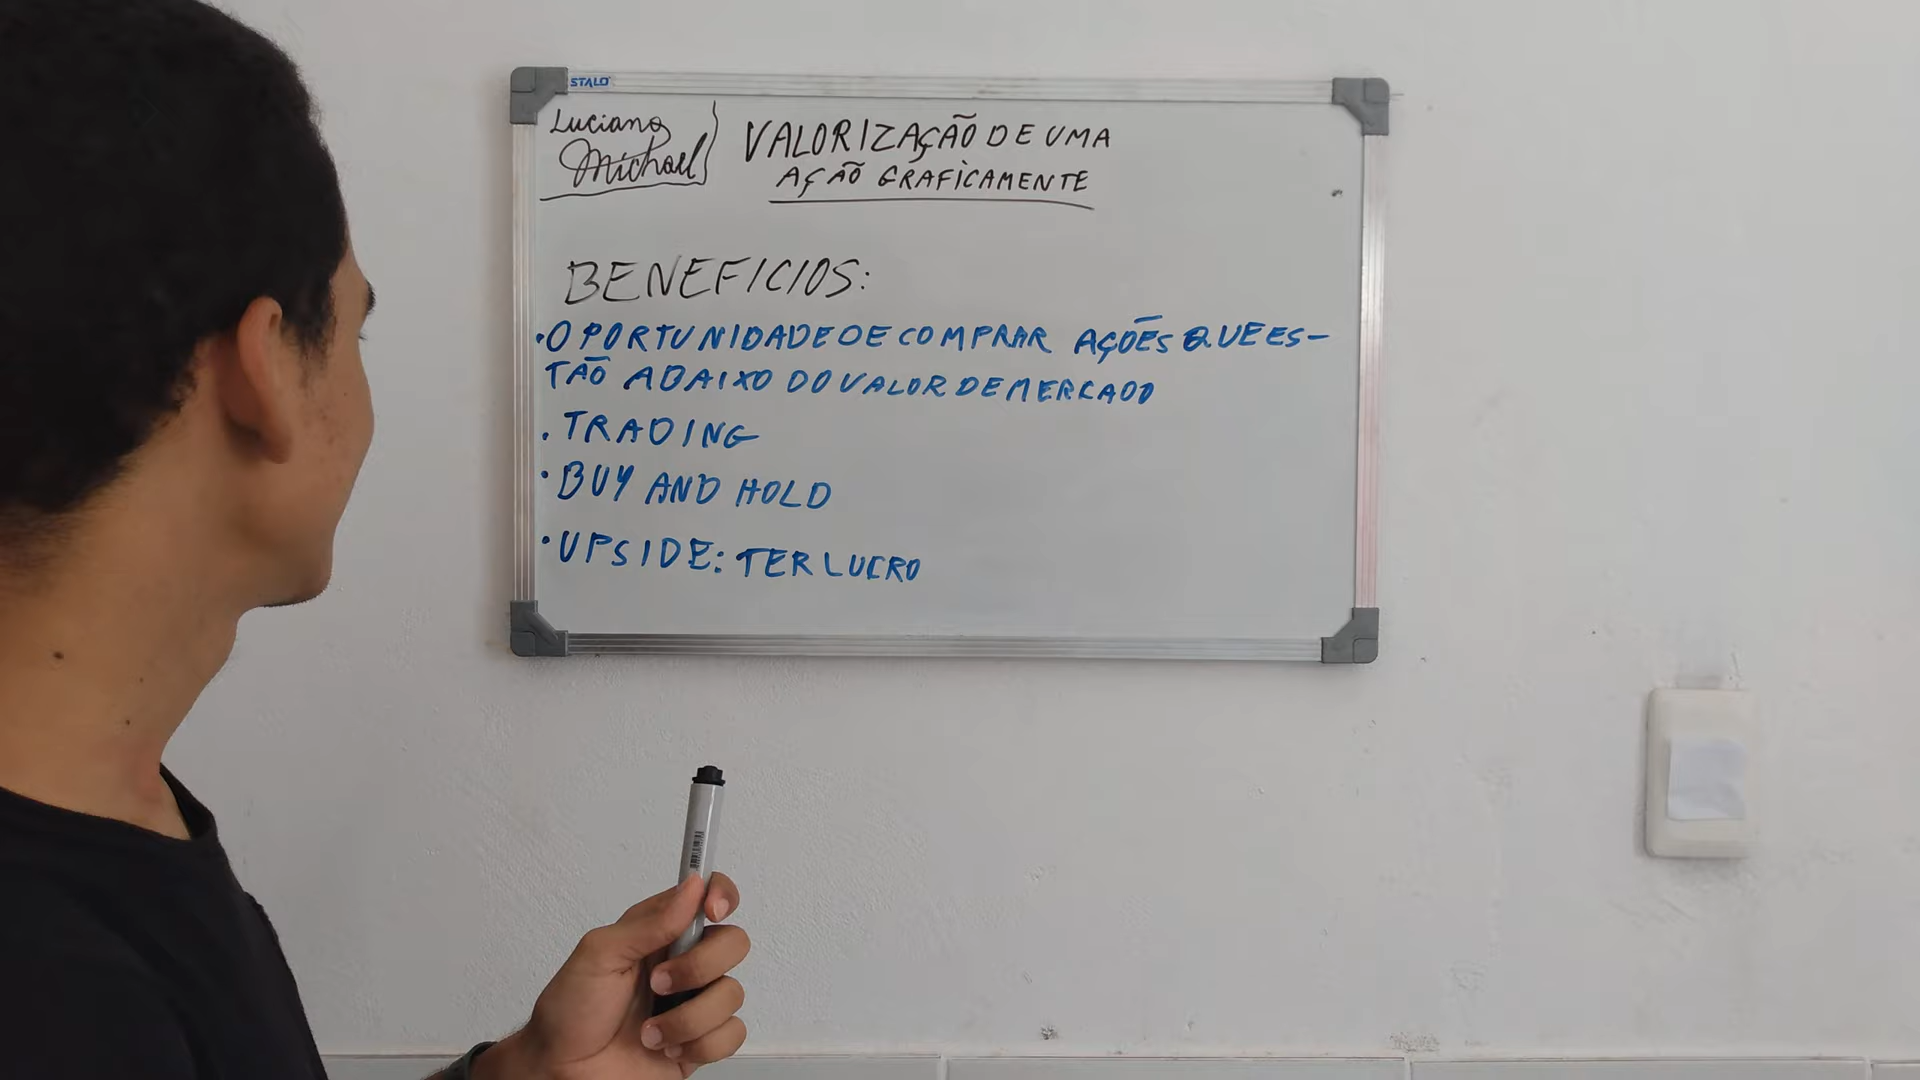 STALO
Luciano
Michael
VALORIZAÇÃO DE UMA
AÇÃO GRAFICAMENTE
BENEFICIOS:
• OPORTUNIDADE DE COMPRAR AÇÕES QUE ES-
TÃO ABAIXO DO VALOR DE MERCADO
• TRADING
• BUY AND HOLD
• UPSIDE: TER LUCRO